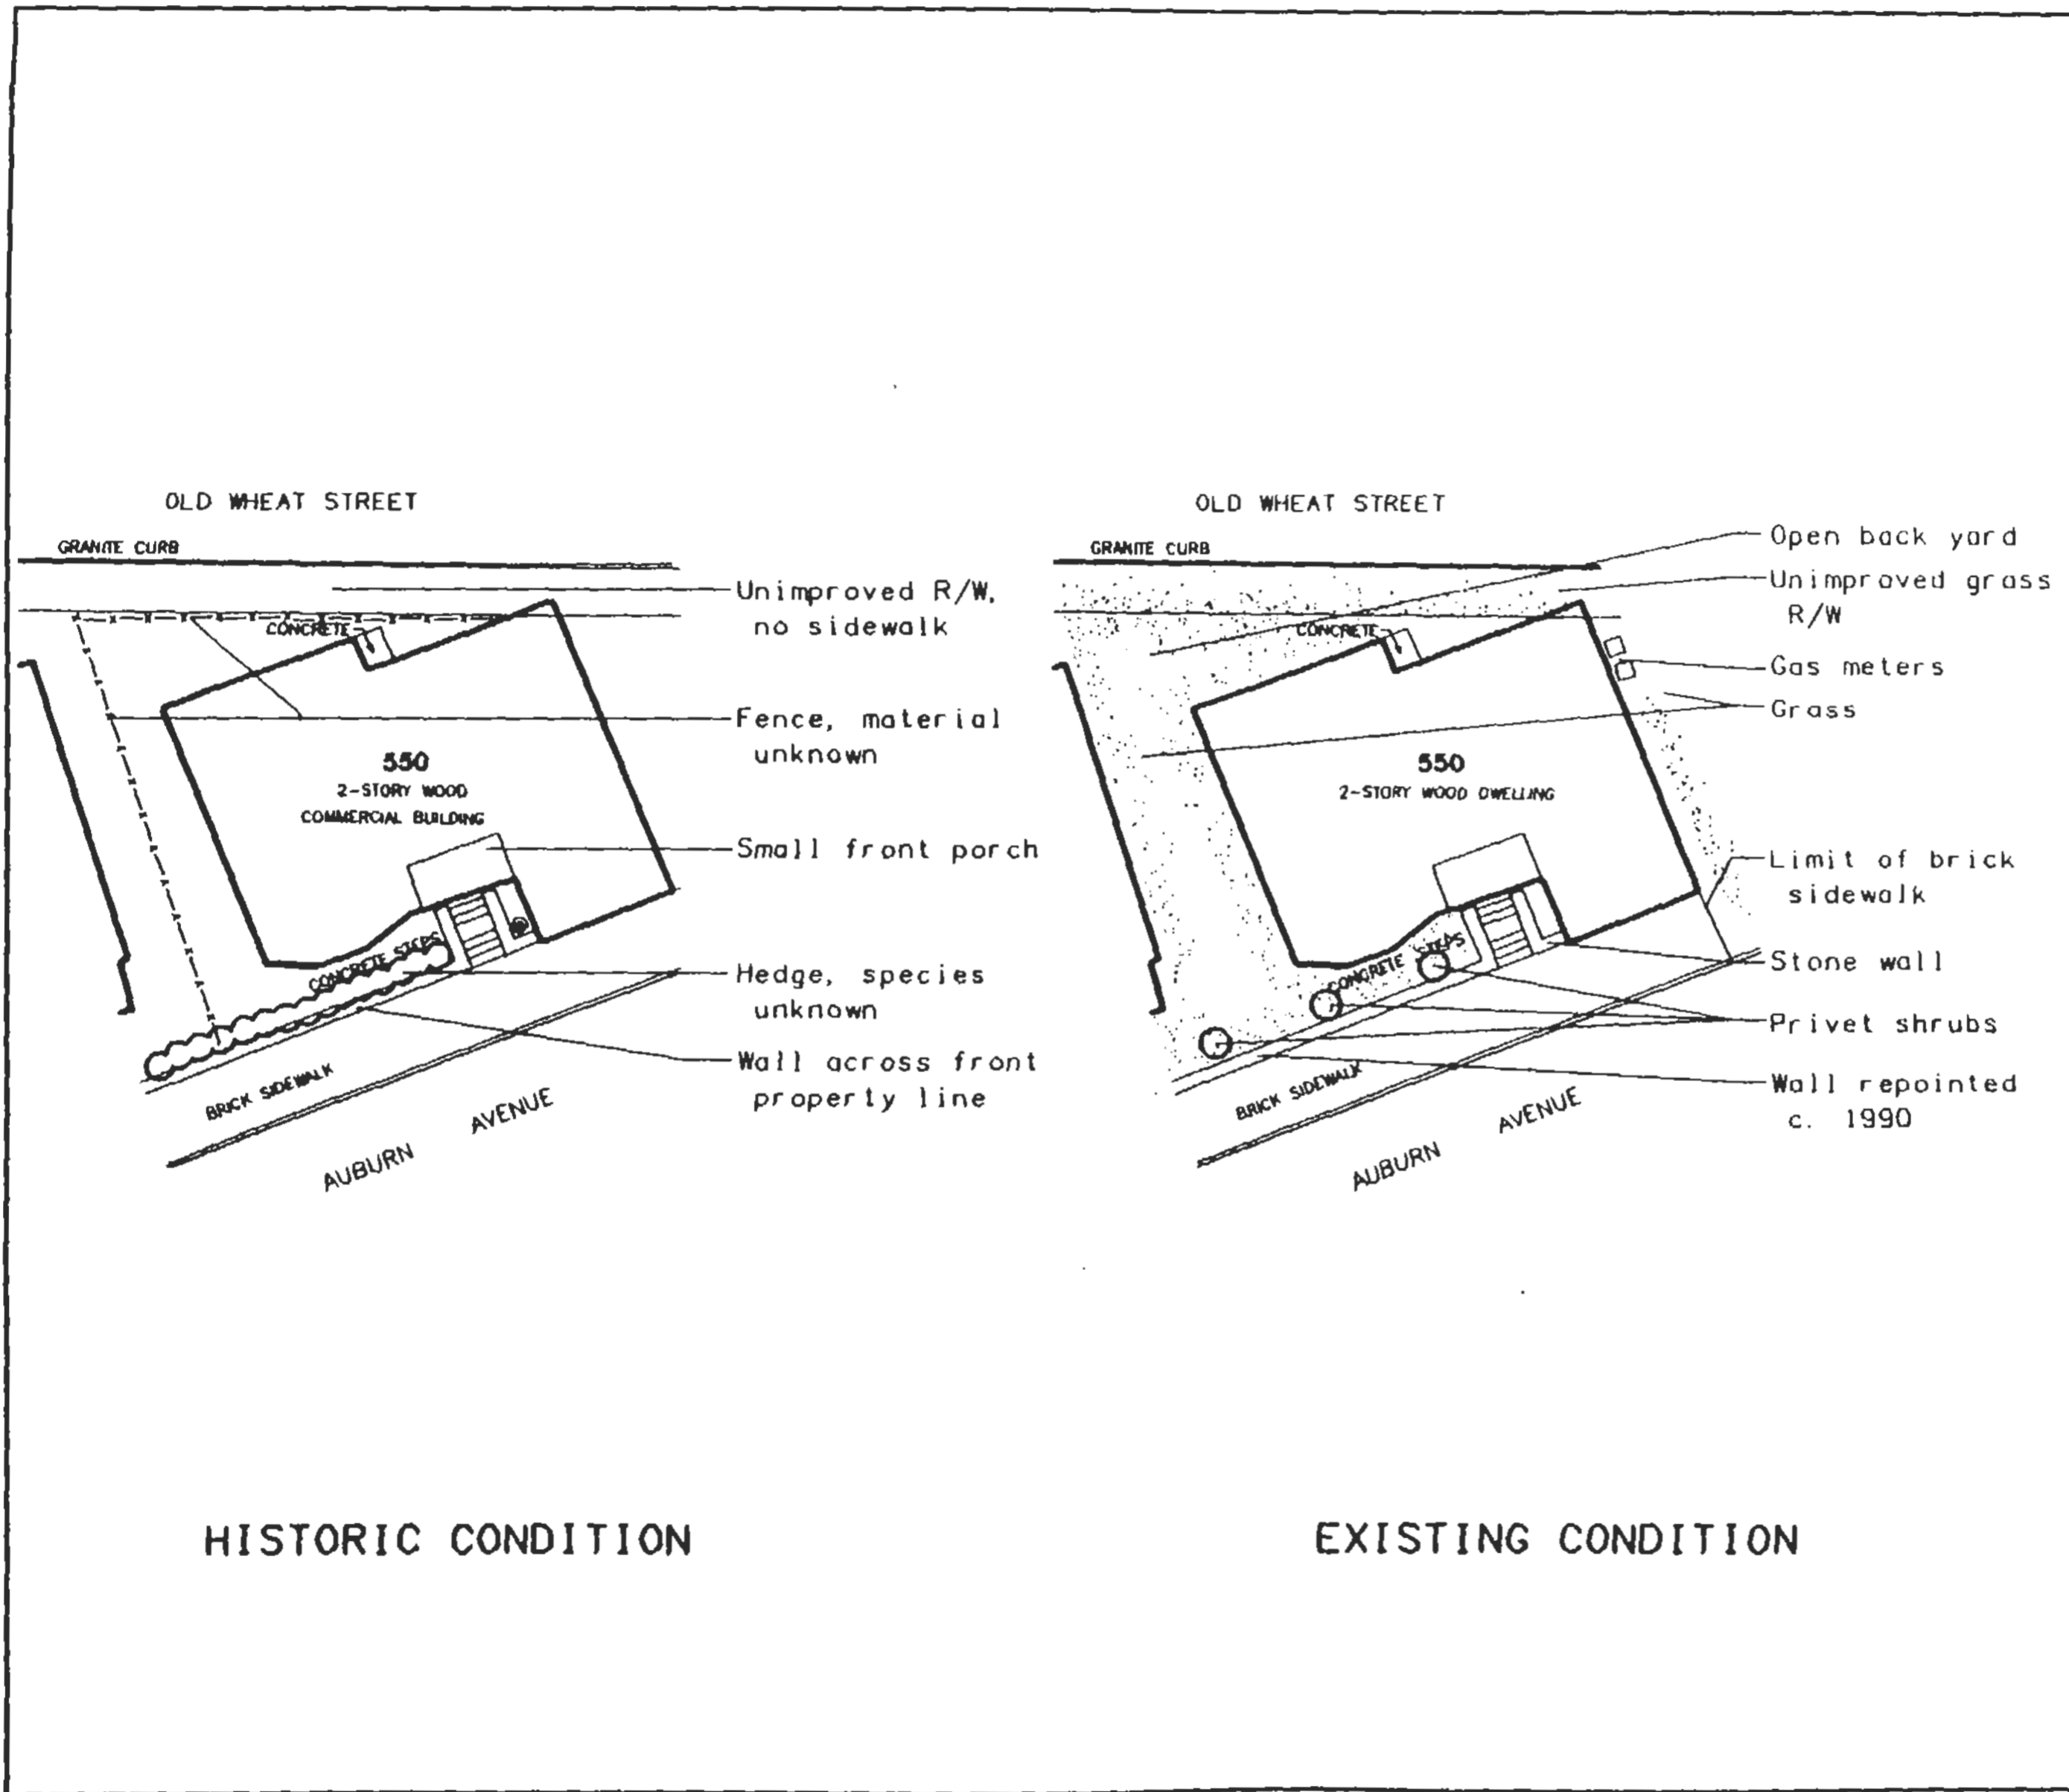 OLD WHEAT STREET
GRANITE CURB
Unimproved R/W,
no sidewalk
CONCRETE
Fence, material
unknown
550
2-STORY WOOD
COMMERCIAL BUILDING
Small front porch
CONCRETE STEPS
Hedge, species
unknown
Wall across front
property line
BRICK SIDEWALK
AUBURN AVENUE
HISTORIC CONDITION
OLD WHEAT STREET
GRANITE CURB
Open back yard
Unimproved grass
R/W
CONCRETE
Gas meters
Grass
550
2-STORY WOOD DWELLING
Limit of brick
sidewalk
CONCRETE STEPS
Stone wall
Privet shrubs
Wall repointed
c. 1990
BRICK SIDEWALK
AUBURN AVENUE
EXISTING CONDITION